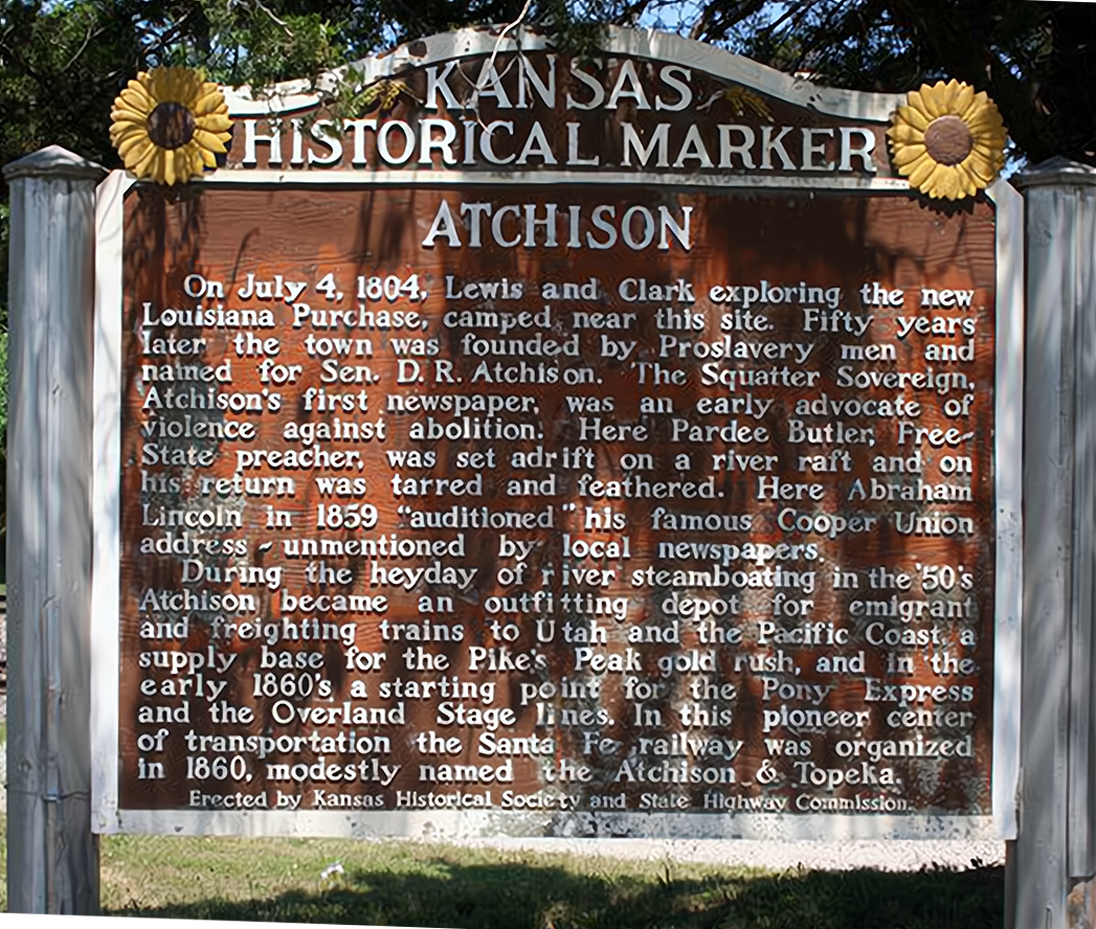 KANSAS
HISTORICAL MARKER
ATCHISON
On July 4, 1804, Lewis and Clark exploring the new
Louisiana Purchase, camped near this site. Fifty years
later the town was founded by Proslavery men and
named for Sen. D. R. Atchison. The Squatter Sovereign,
Atchison's first newspaper, was an early advocate of
violence against abolition. Here Pardee Butler, Free-
State preacher, was set adrift on a river raft and on
his return was tarred and feathered. Here Abraham
Lincoln in 1859 "auditioned" his famous Cooper Union
address - unmentioned by local newspapers.
During the heyday of river steamboating in the '50's
Atchison became an outfitting depot for emigrant
and freighting trains to Utah and the Pacific Coast, a
supply base for the Pike's Peak gold rush, and in the
early 1860's a starting point for the Pony Express
and the Overland Stage lines. In this pioneer center
of transportation the Santa Fe railway was organized
in 1860, modestly named the Atchison & Topeka.
Erected by Kansas Historical Society and State Highway Commission.